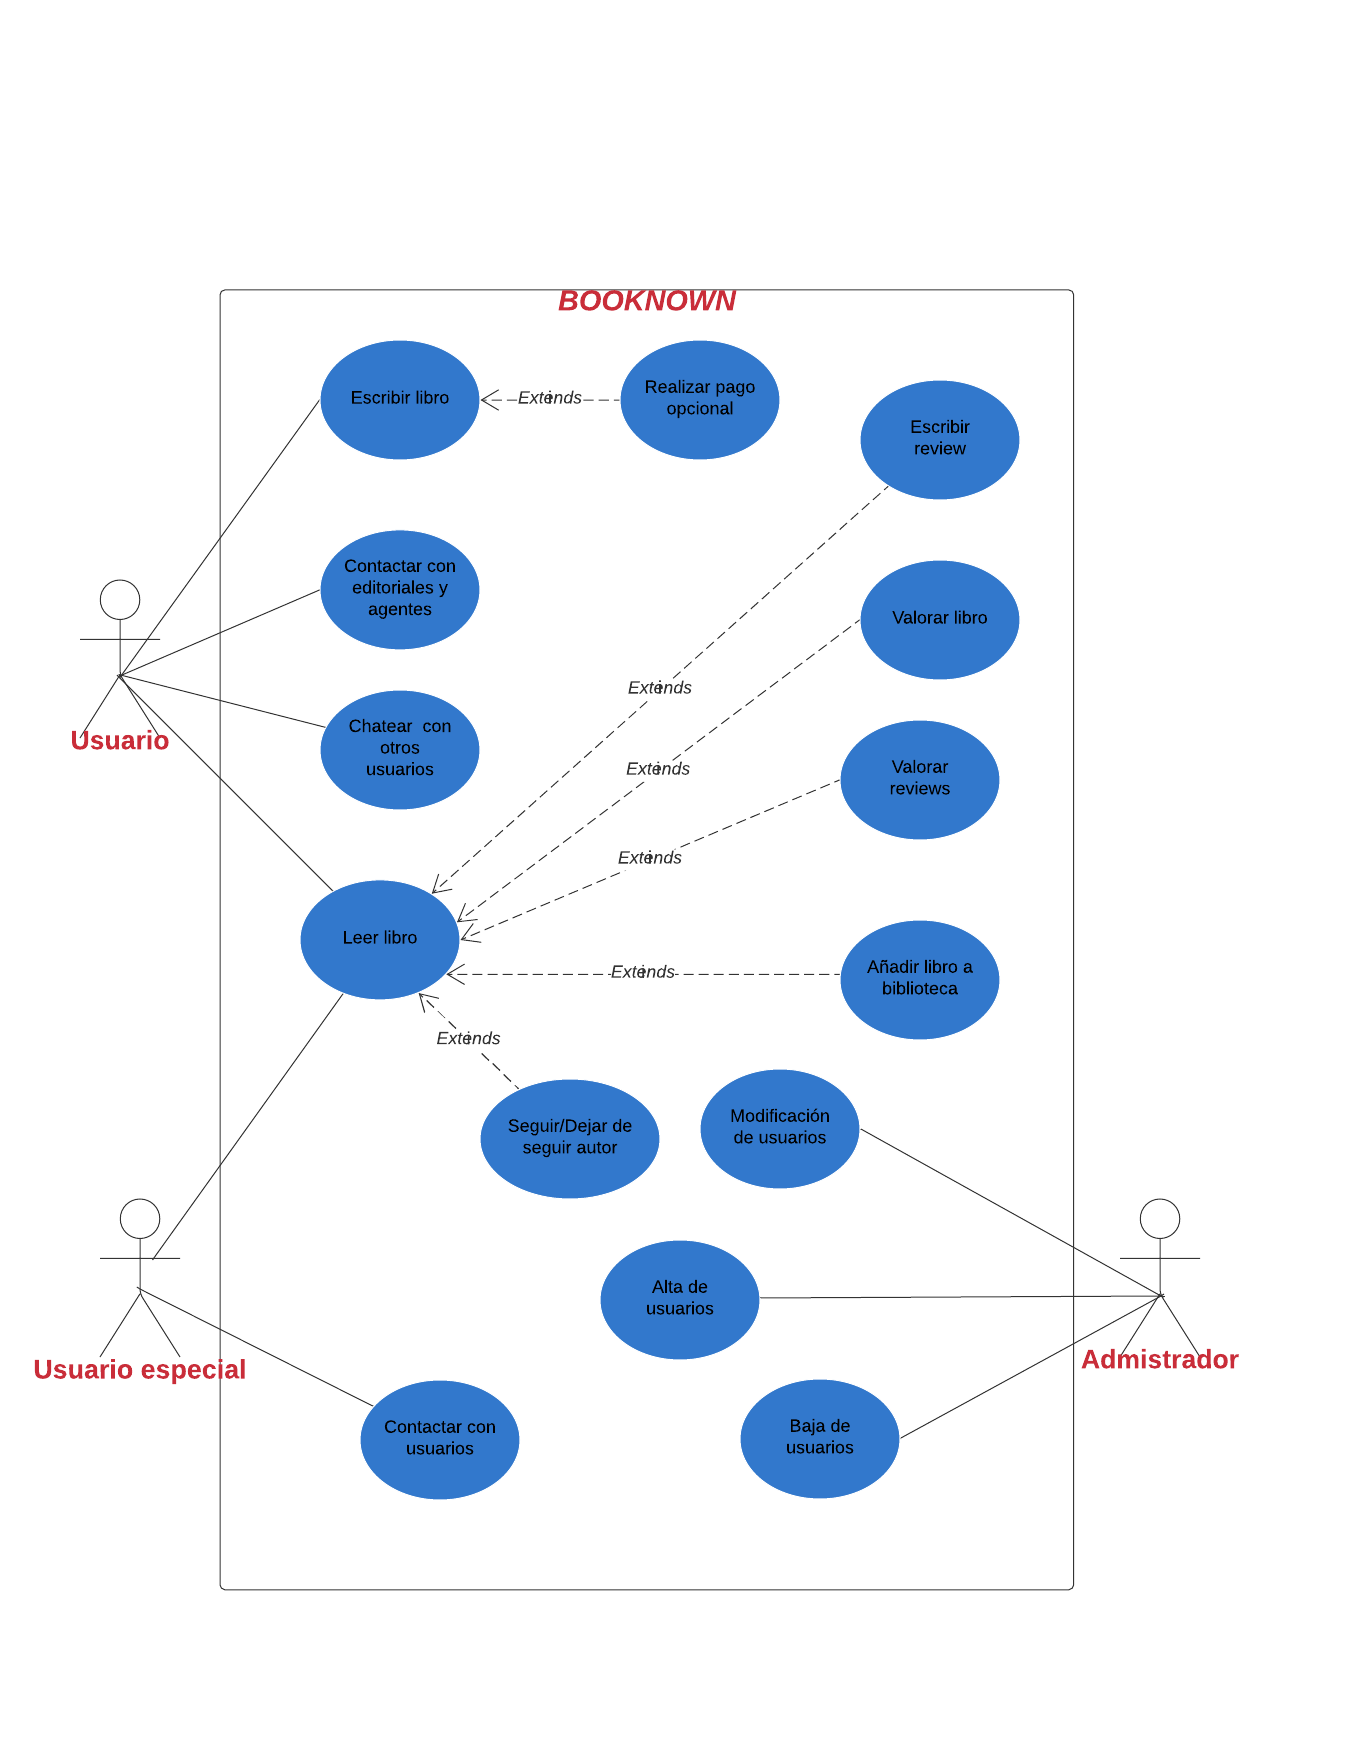 BOOKNOWN
Escribir libro
Extends
Realizar pago
opcional
Escribir
review
Contactar con
editoriales y
agentes
Valorar libro
Extends
Chatear  con
otros
usuarios
Usuario
Extends
Valorar
reviews
Extends
Leer libro
Extends
Añadir libro a
biblioteca
Extends
Seguir/Dejar de
seguir autor
Modificación
de usuarios
Alta de
usuarios
Usuario especial
Admistrador
Contactar con
usuarios
Baja de
usuarios